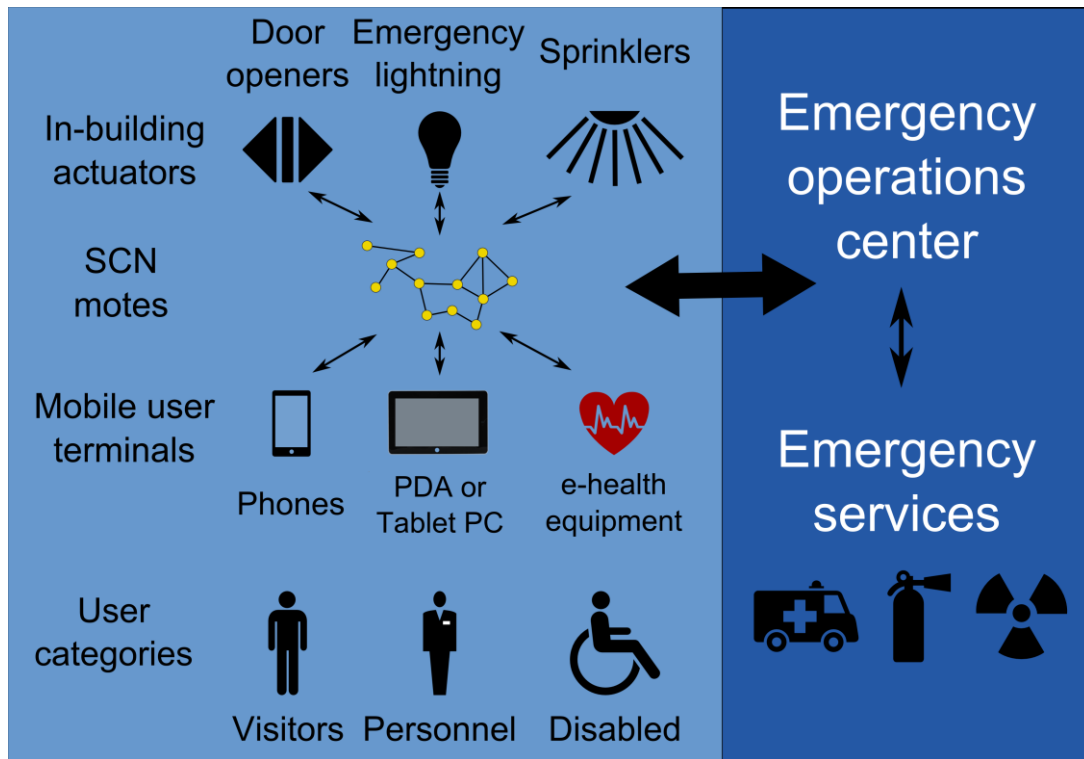 Door
openers
Emergency
lightning
Sprinklers
In-building
actuators
SCN
motes
Mobile user
terminals
Phones
PDA or
Tablet PC
e-health
equipment
User
categories
Visitors
Personnel
Disabled
Emergency
operations
center
Emergency
services